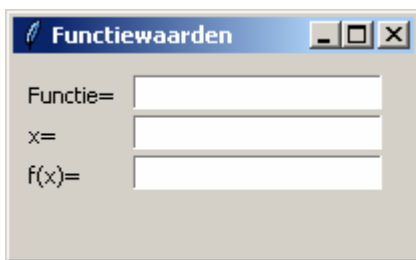 Functiewaarden
Functie=
x=
f(x)=